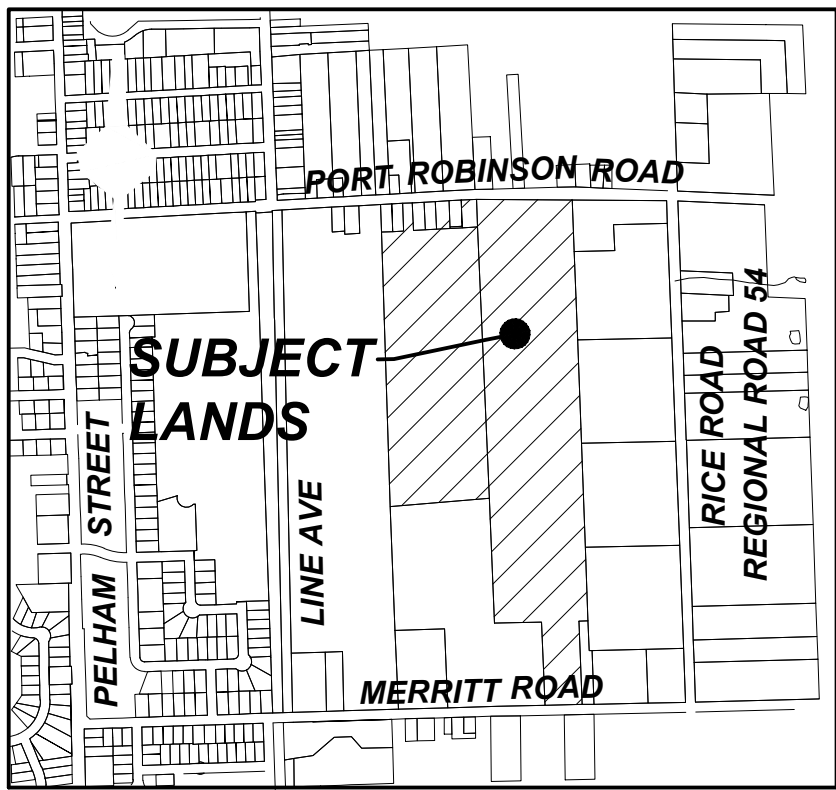 PORT ROBINSON ROAD
SUBJECT
LANDS
PELHAM STREET
LINE AVE
RICE ROAD
REGIONAL ROAD 54
MERRITT ROAD